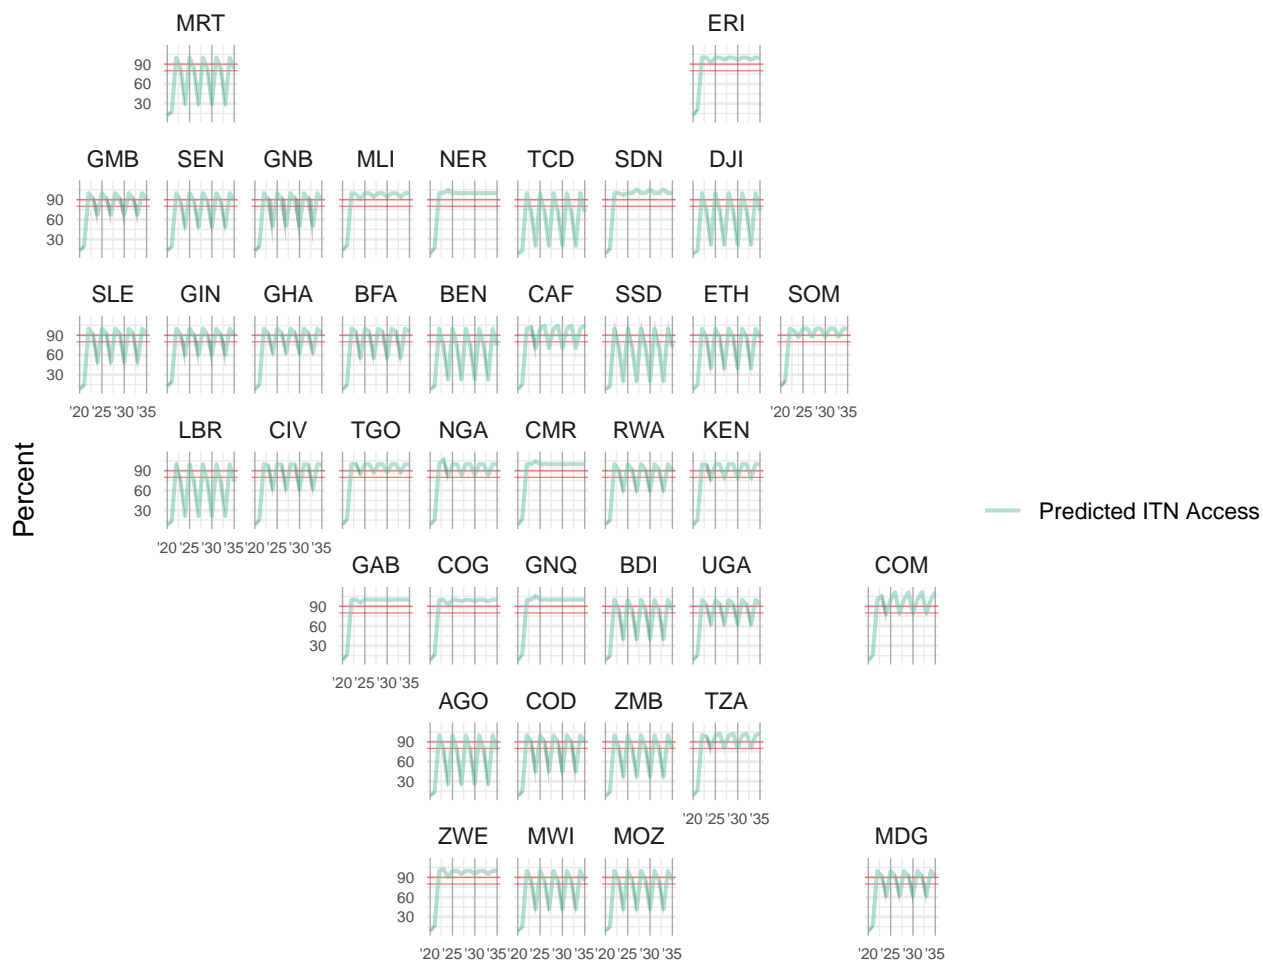 MRT ERI
90
60
30
GMB SEN GNB MLI NER TCD SDN DJI
90
60
30
SLE GIN GHA BFA BEN CAF SSD ETH SOM
90
60
30
'20 '25 '30 '35 '20 '25 '30 '35
LBR CIV TGO NGA CMR RWA KEN
90
60
30
'20 '25 '30 '35 '20 '25 '30 '35
Percent
Predicted ITN Access
GAB COG GNQ BDI UGA COM
90
60
30
'20 '25 '30 '35
AGO COD ZMB TZA
90
60
30
'20 '25 '30 '35
ZWE MWI MOZ MDG
90
60
30
'20 '25 '30 '35 '20 '25 '30 '35 '20 '25 '30 '35 '20 '25 '30 '35